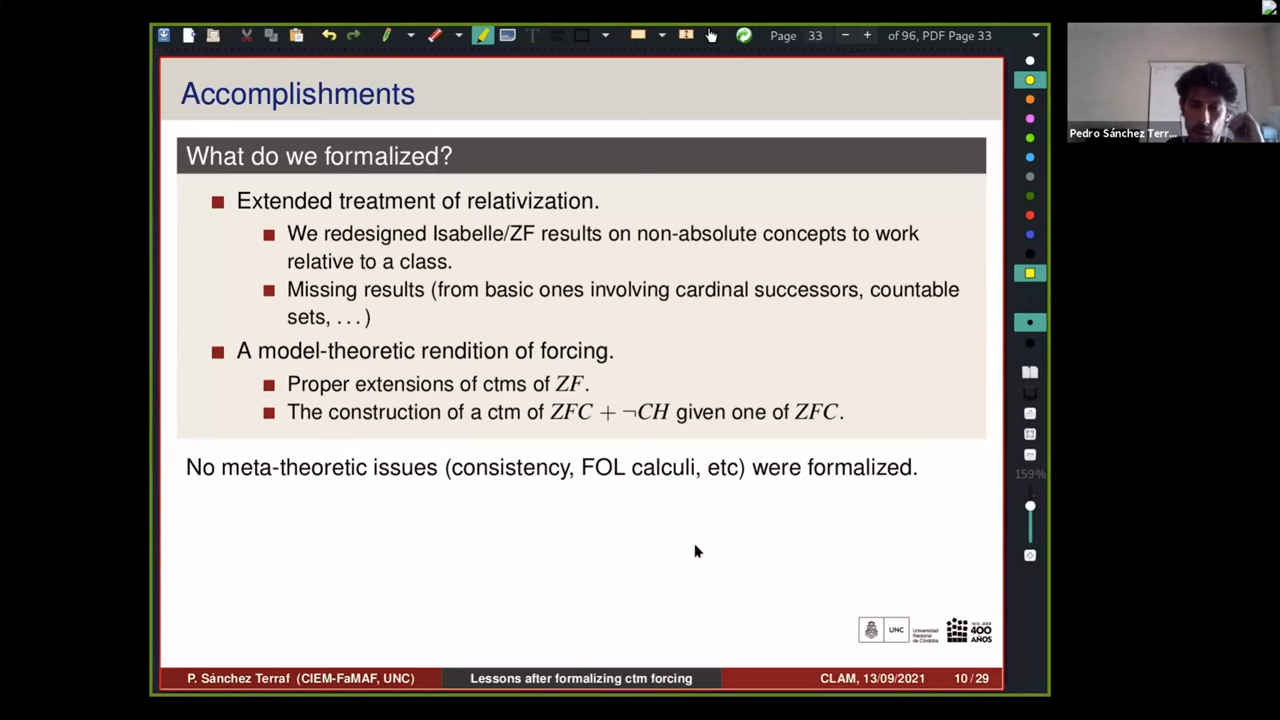 Page 33 of 96, PDF Page 33
Accomplishments
What do we formalized?
Extended treatment of relativization.
We redesigned Isabelle/ZF results on non-absolute concepts to work
relative to a class.
Missing results (from basic ones involving cardinal successors, countable
sets, . . . )
A model-theoretic rendition of forcing.
Proper extensions of ctms of ZF.
The construction of a ctm of ZFC + ¬CH given one of ZFC.
No meta-theoretic issues (consistency, FOL calculi, etc) were formalized.
Pedro Sánchez Terr...
159%
UNC
Universidad
Nacional
de Córdoba
400
AÑOS
P. Sánchez Terraf (CIEM-FaMAF, UNC)
Lessons after formalizing ctm forcing
CLAM, 13/09/2021
10 / 29